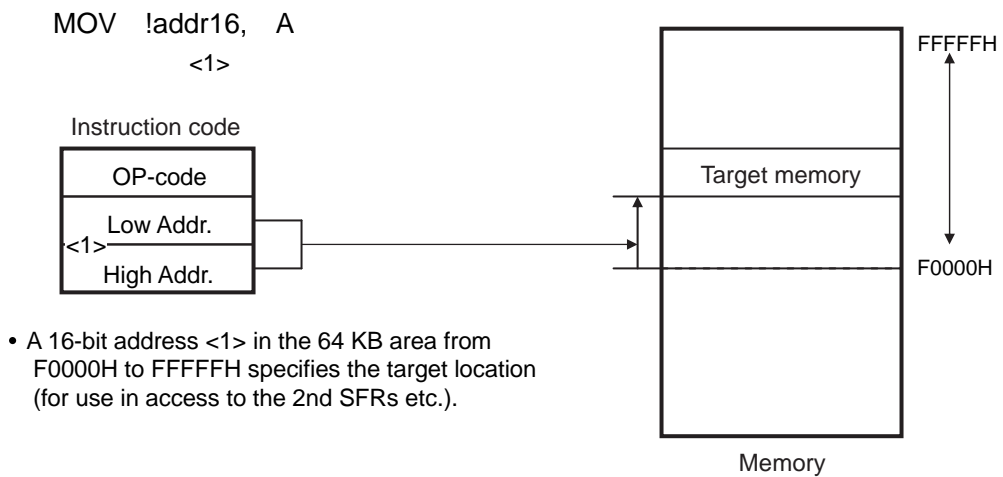 MOV !addr16, A
<1>
Instruction code
OP-code
Low Addr.
<1>
High Addr.
FFFFFH
Target memory
F0000H
Memory
• A 16-bit address <1> in the 64 KB area from
F0000H to FFFFFH specifies the target location
(for use in access to the 2nd SFRs etc.).